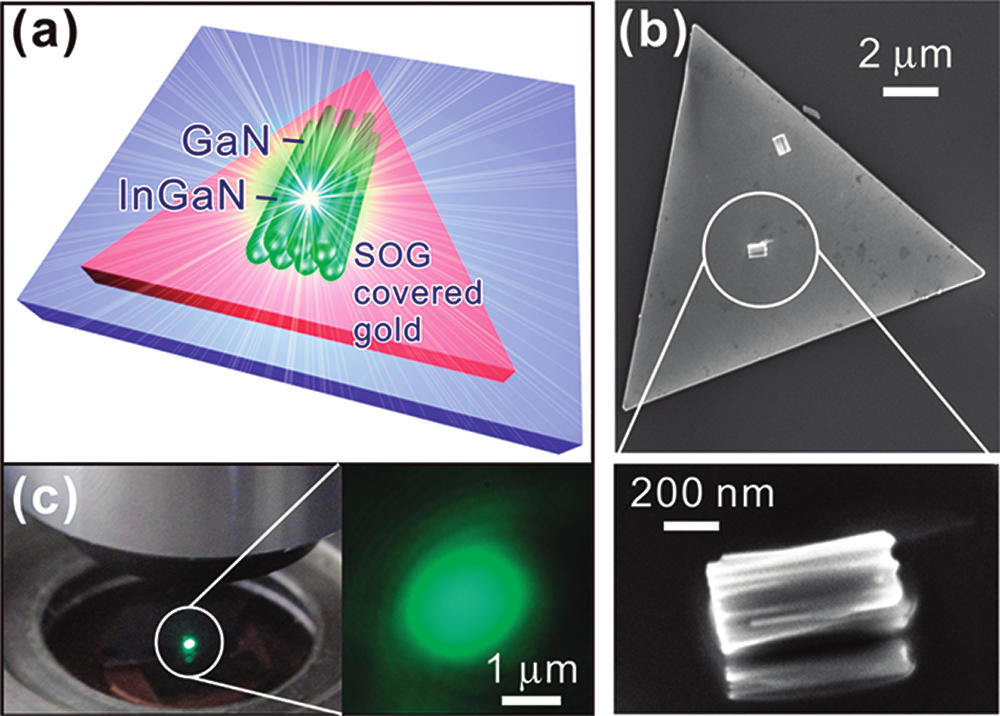 (a)
GaN
InGaN
SOG
covered
gold
(b)
2 μm
200 nm
(c)
1 μm